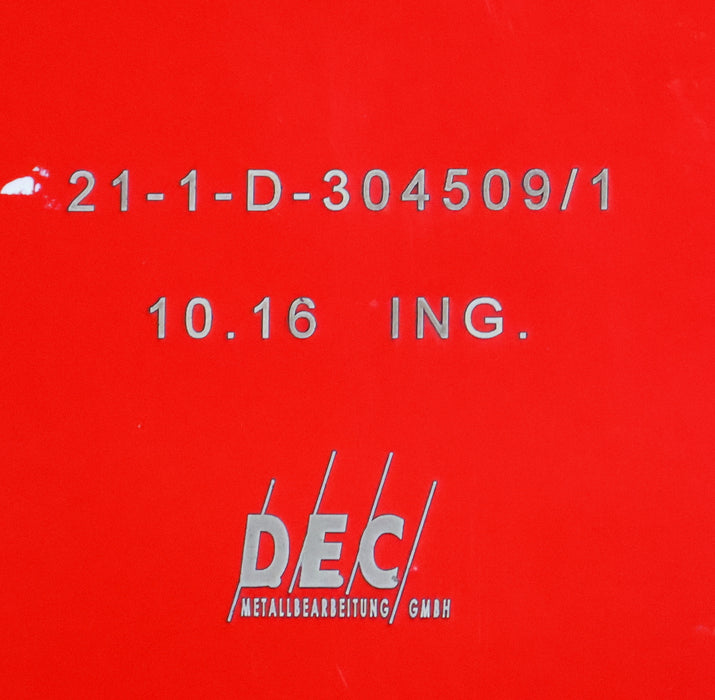 21-1-D-304509/1
10.16 ING.
DEC
METALLBEARBEITUNG GMBH